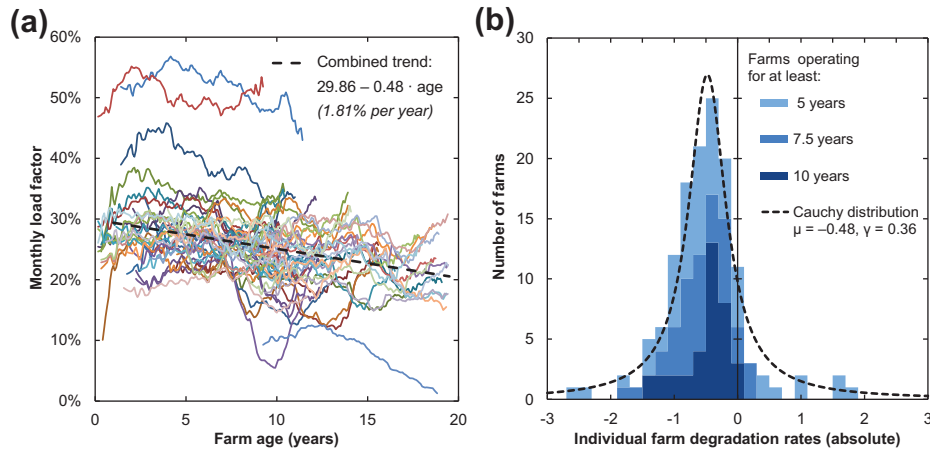 (a)
60%
50%
40%
30%
20%
10%
0%
Monthly load factor
Combined trend:
29.86 – 0.48 · age
(1.81% per year)
0
5
10
15
20
Farm age (years)
(b)
30
25
20
15
10
5
0
Number of farms
Farms operating
for at least:
5 years
7.5 years
10 years
Cauchy distribution
μ = –0.48, γ = 0.36
-3
-2
-1
0
1
2
3
Individual farm degradation rates (absolute)